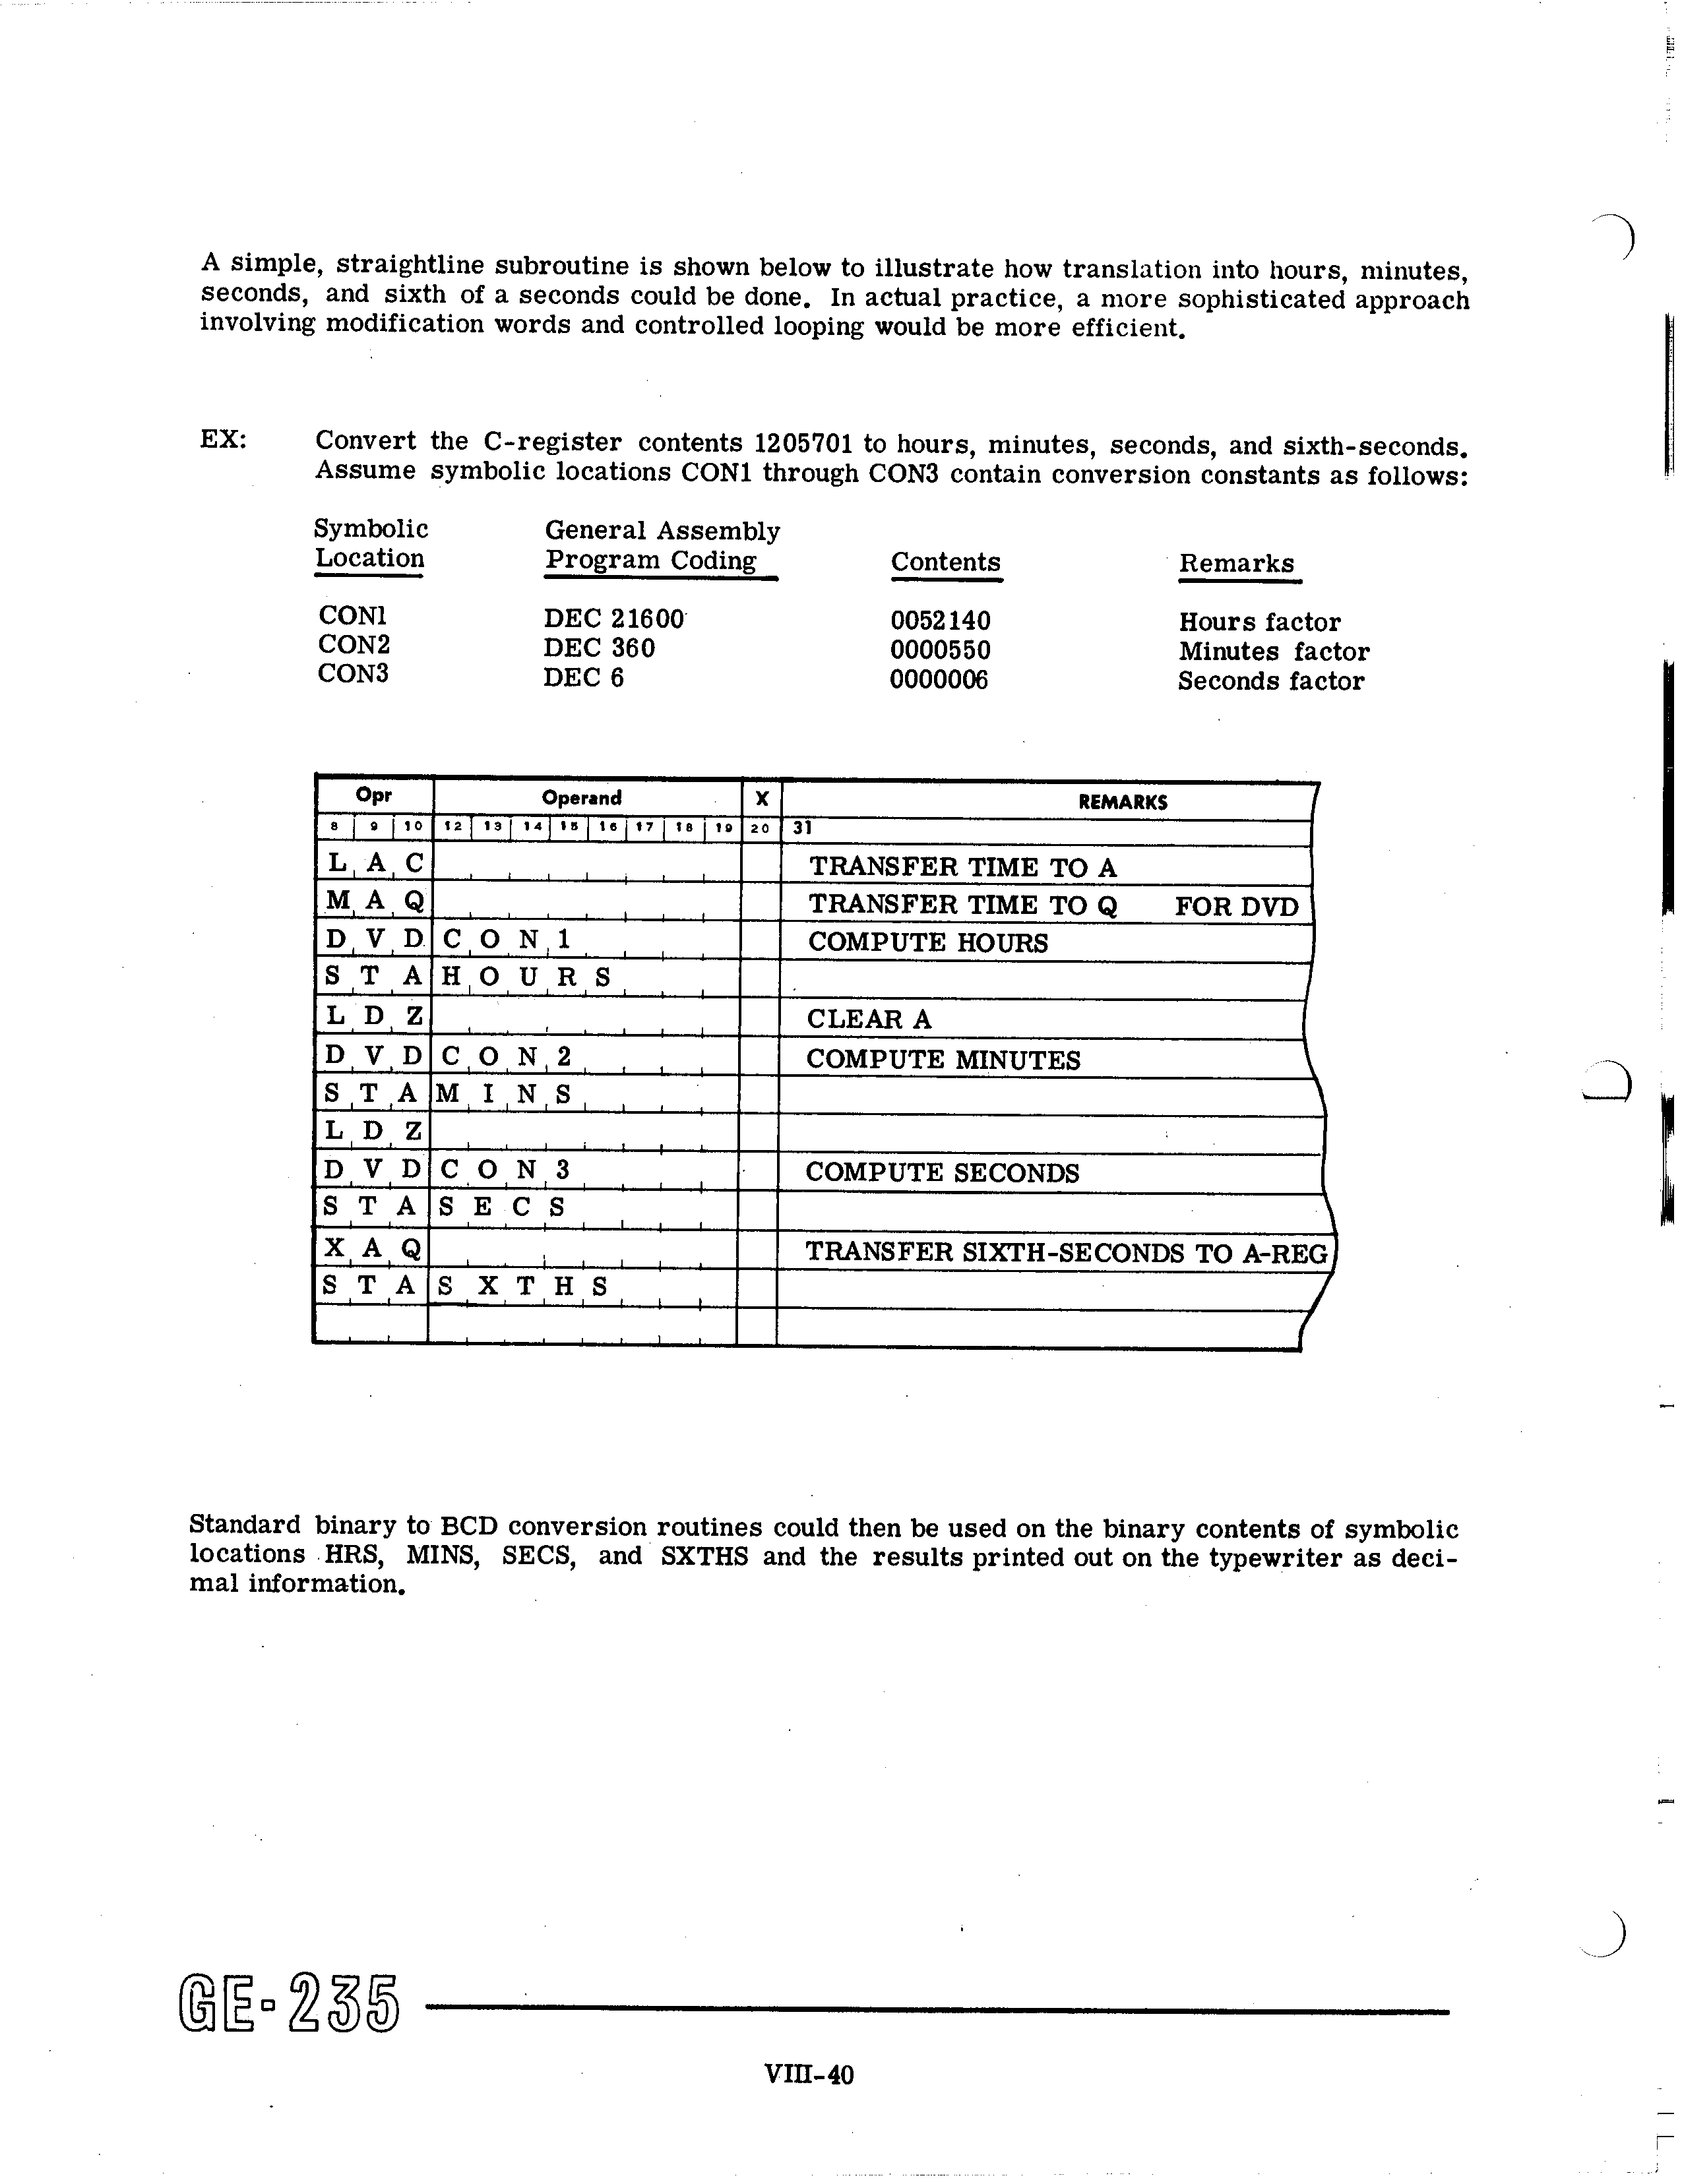 A simple, straightline subroutine is shown below to illustrate how translation into hours, minutes,
seconds, and sixth of a seconds could be done. In actual practice, a more sophisticated approach
involving modification words and controlled looping would be more efficient.
EX: Convert the C-register contents 1205701 to hours, minutes, seconds, and sixth-seconds.
Assume symbolic locations CON1 through CON3 contain conversion constants as follows:
Symbolic General Assembly
Location Program Coding Contents Remarks
CON1 DEC 21600 0052140 Hours factor
CON2 DEC 360 0000550 Minutes factor
CON3 DEC 6 0000006 Seconds factor
Opr Operand X REMARKS
8 9 10 12 13 14 15 16 17 18 19 20 31
LAC TRANSFER TIME TO A
MAQ TRANSFER TIME TO Q FOR DVD
DVD CON1 COMPUTE HOURS
STA HOURS
LDZ CLEAR A
DVD CON2 COMPUTE MINUTES
STA MINS
LDZ
DVD CON3 COMPUTE SECONDS
STA SECS
XAQ TRANSFER SIXTH-SECONDS TO A-REG
STA SXTHS
Standard binary to BCD conversion routines could then be used on the binary contents of symbolic
locations HRS, MINS, SECS, and SXTHS and the results printed out on the typewriter as deci-
mal information.
GE-235
VIII-40